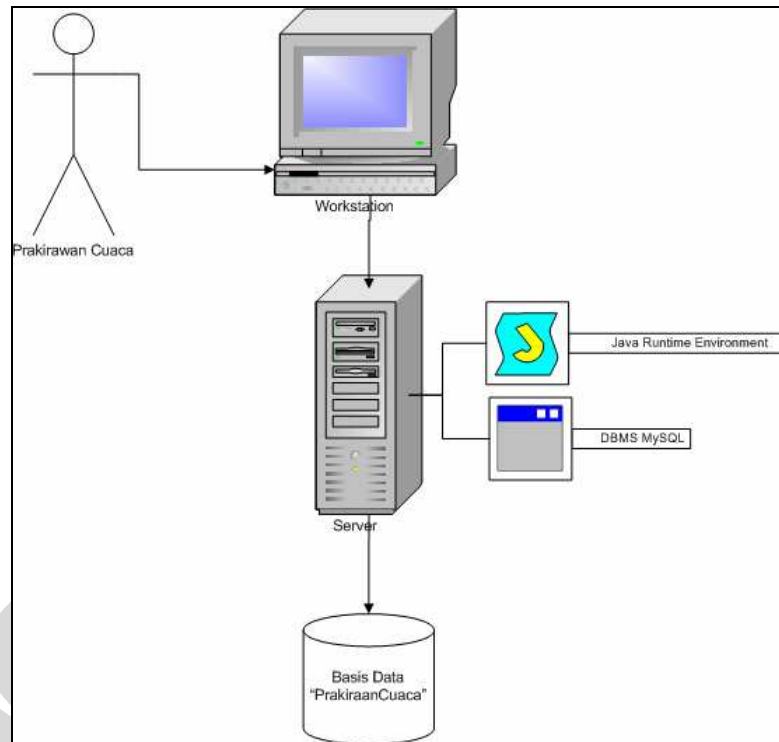 Prakirawan Cuaca
Workstation
Java Runtime Environment
DBMS MySQL
Server
Basis Data
"PrakiraanCuaca"